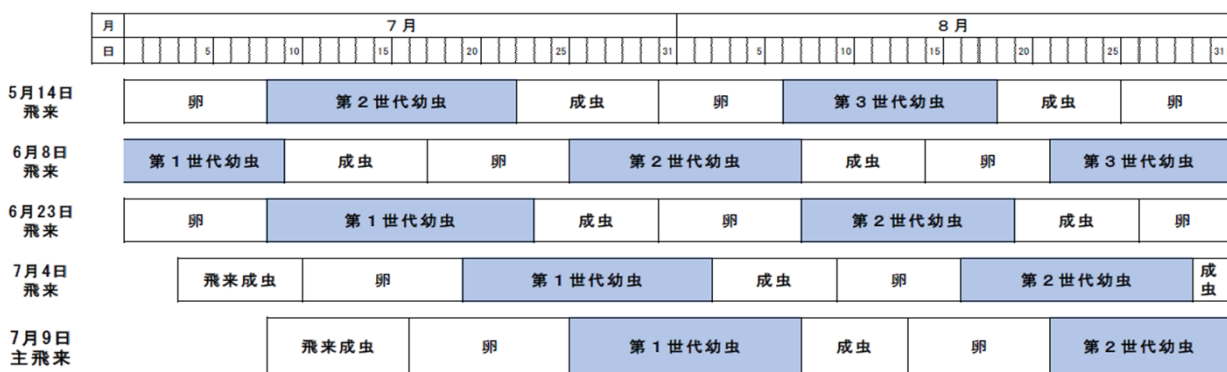 月 7月 8月
日 5 10 15 20 25 31 5 10 15 20 25 31
5月14日
飛来
卵 第2世代幼虫 成虫 卵 第3世代幼虫 成虫 卵
6月8日
飛来
第1世代幼虫 成虫 卵 第2世代幼虫 成虫 卵 第3世代幼虫
6月23日
飛来
卵 第1世代幼虫 成虫 卵 第2世代幼虫 成虫 卵
7月4日
飛来
飛来成虫 卵 第1世代幼虫 成虫 卵 第2世代幼虫 成虫
7月9日
主飛来
飛来成虫 卵 第1世代幼虫 成虫 卵 第2世代幼虫